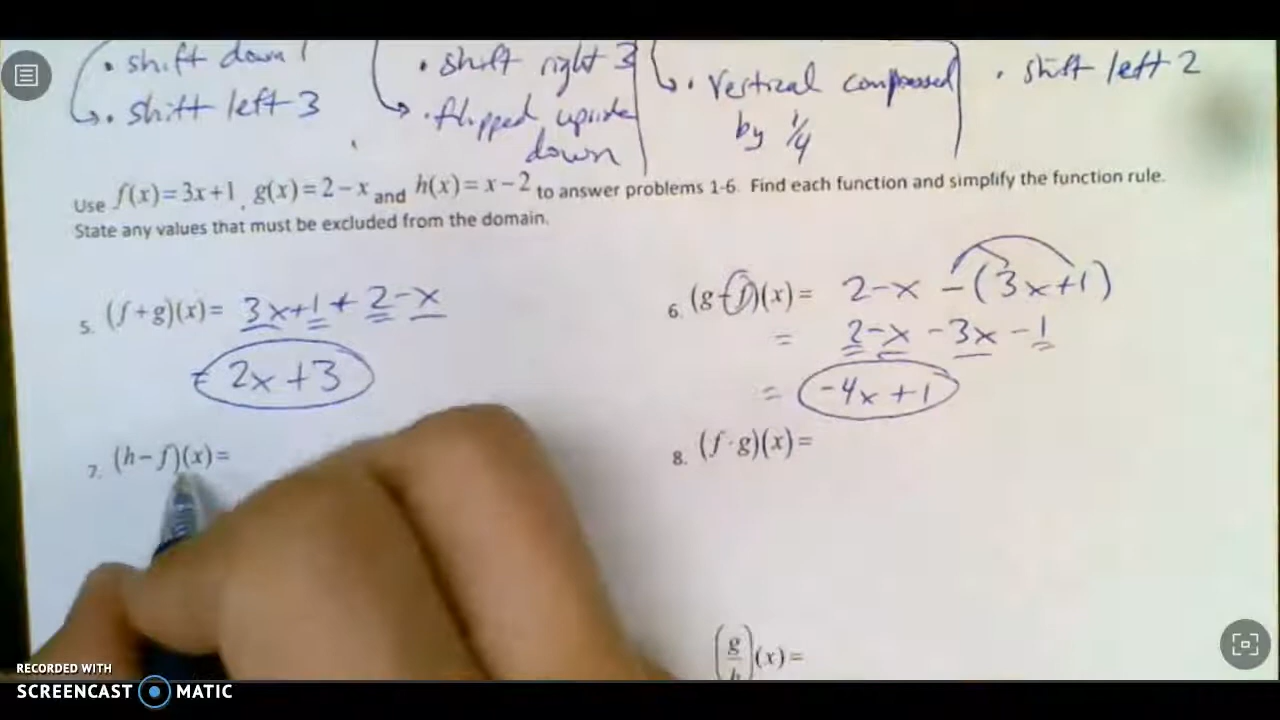 • shift down 1
• shift left 3
• shift right 3
• flipped upside
down
• Vertical compressed
by 1/4
• shift left 2
Use f(x)=3x+1, g(x)=2-x and h(x)=x-2 to answer problems 1-6. Find each function and simplify the function rule.
State any values that must be excluded from the domain.
5. (f+g)(x)= 3x+1 + 2-x
= 2x+3
6. (g-f)(x)= 2-x -(3x+1)
= 2-x-3x-1
= -4x+1
7. (h-f)(x)=
8. (f·g)(x)=
(g/h)(x)=
RECORDED WITH
SCREENCAST MATIC